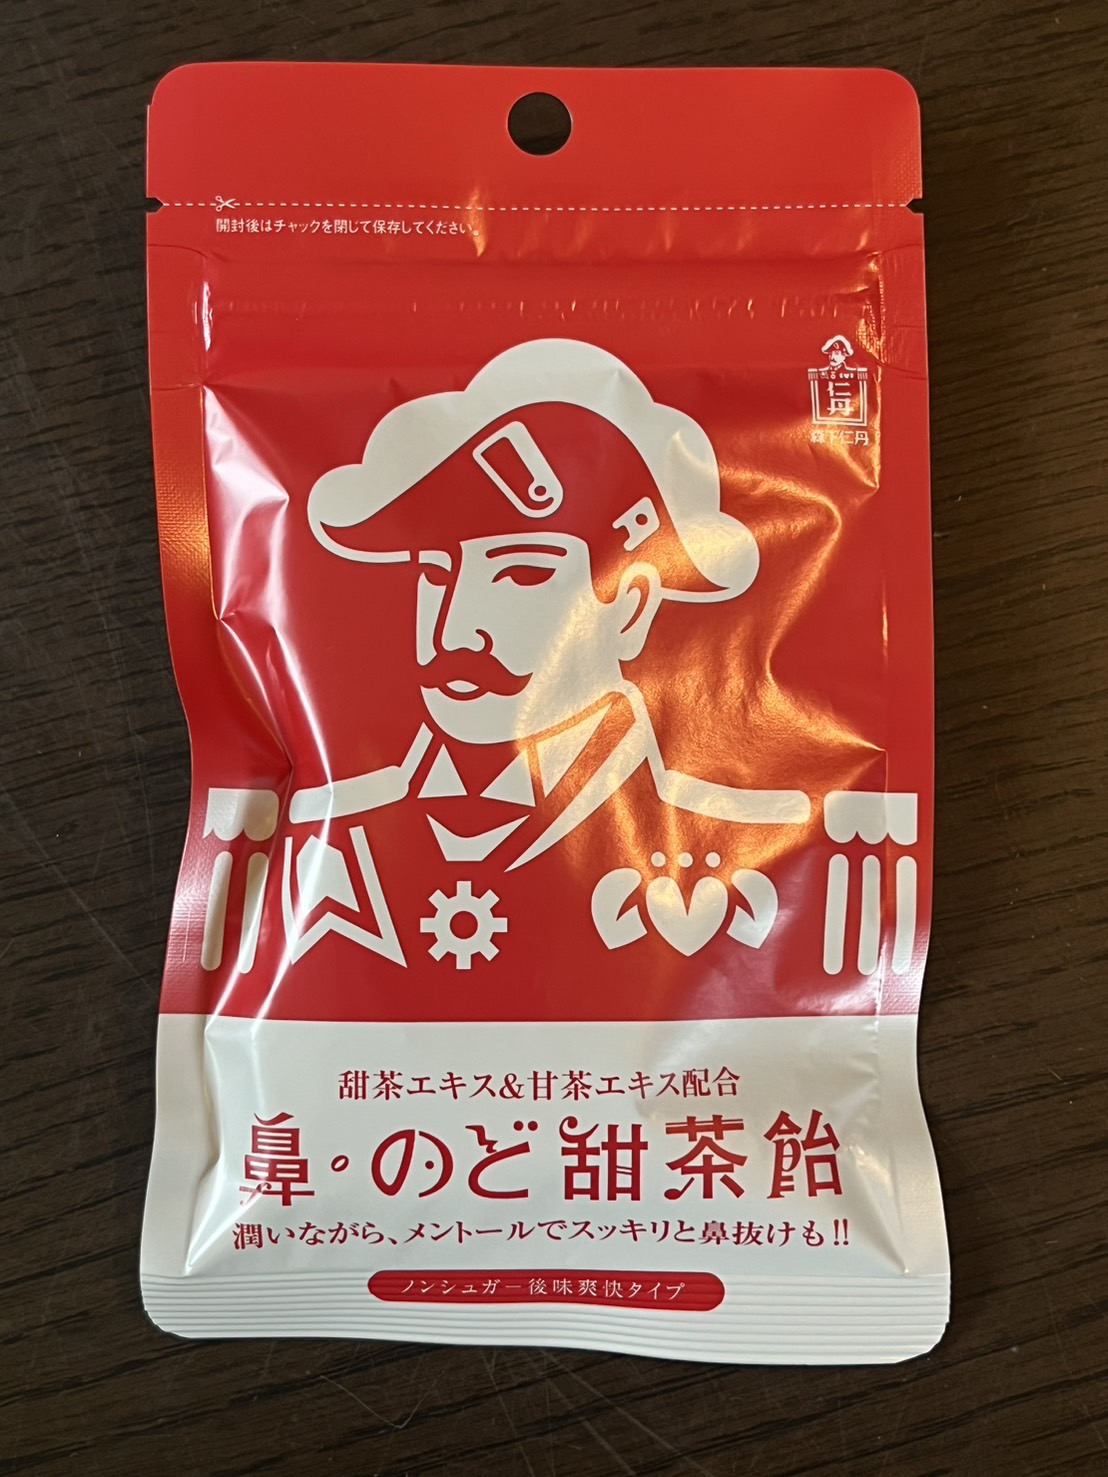 開封後はチャックを閉じて保存してください。
仁丹
森下仁丹
甜茶エキス&甘茶エキス配合
鼻・のど甜茶飴
潤いながら、メントールでスッキリと鼻抜けも!!
ノンシュガー後味爽快タイプ